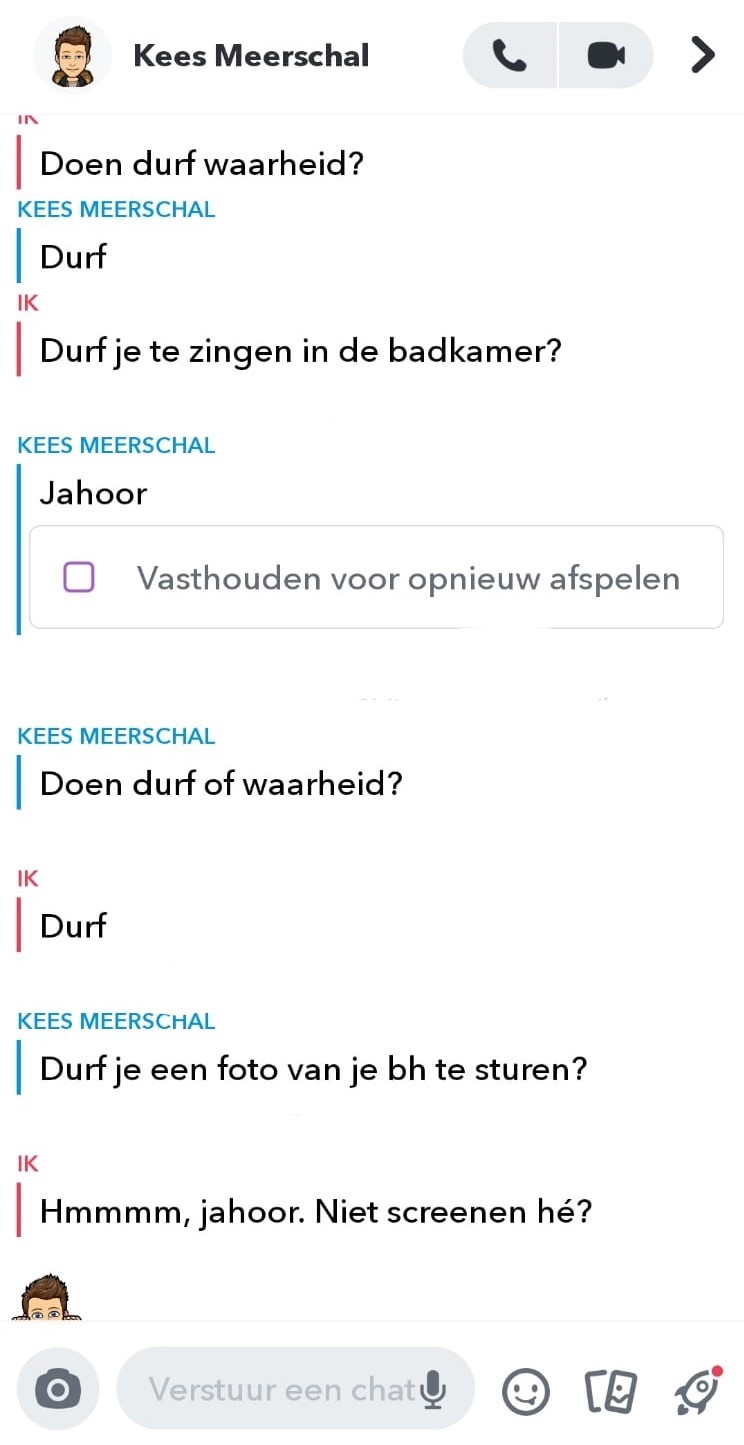 Kees Meerschal
IK
Doen durf waarheid?
KEES MEERSCHAL
Durf
IK
Durf je te zingen in de badkamer?
KEES MEERSCHAL
Jahoor
Vasthouden voor opnieuw afspelen
KEES MEERSCHAL
Doen durf of waarheid?
IK
Durf
KEES MEERSCHAL
Durf je een foto van je bh te sturen?
IK
Hmmmm, jahoor. Niet screenen hé?
Verstuur een chat